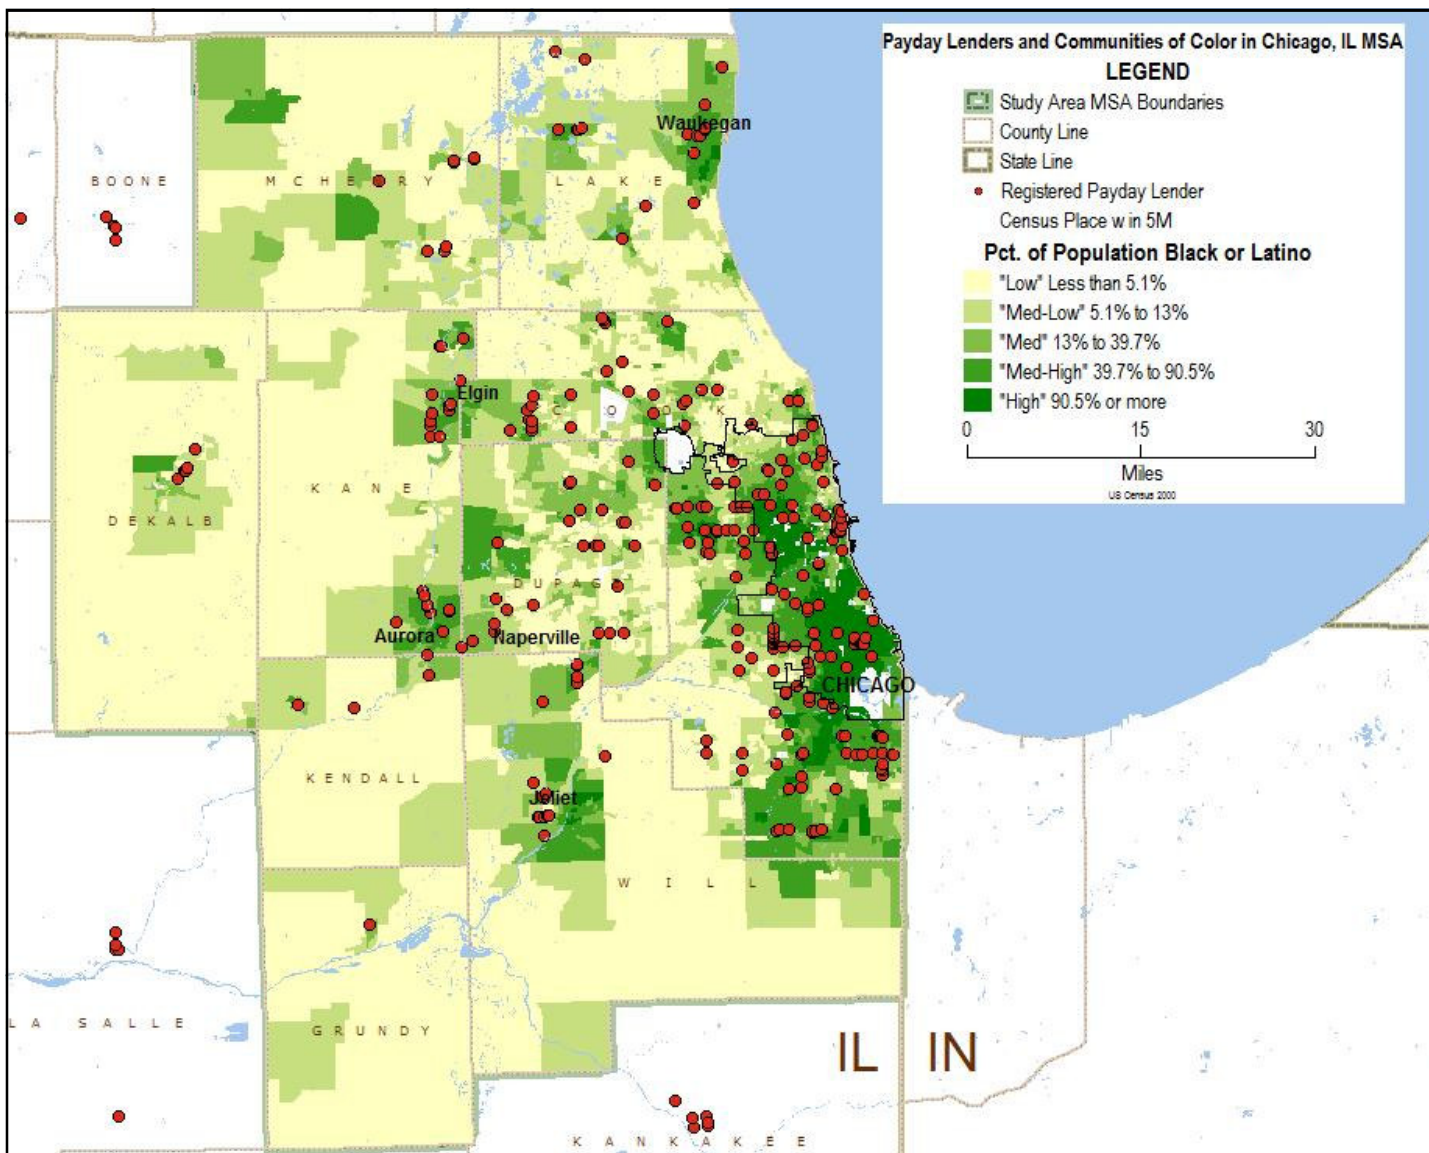 Payday Lenders and Communities of Color in Chicago, IL MSA
LEGEND
Study Area MSA Boundaries
County Line
State Line
Registered Payday Lender
Census Place w in 5M
Pct. of Population Black or Latino
"Low" Less than 5.1%
"Med-Low" 5.1% to 13%
"Med" 13% to 39.7%
"Med-High" 39.7% to 90.5%
"High" 90.5% or more
0 15 30
Miles
US Census 2000
Waukegan
BOONE
MCHENRY
LAKE
Elgin
COOK
KANE
DEKALB
DUPAGE
Aurora
Naperville
CHICAGO
KENDALL
Joliet
WILL
LA SALLE
GRUNDY
IL
IN
KANKAKEE